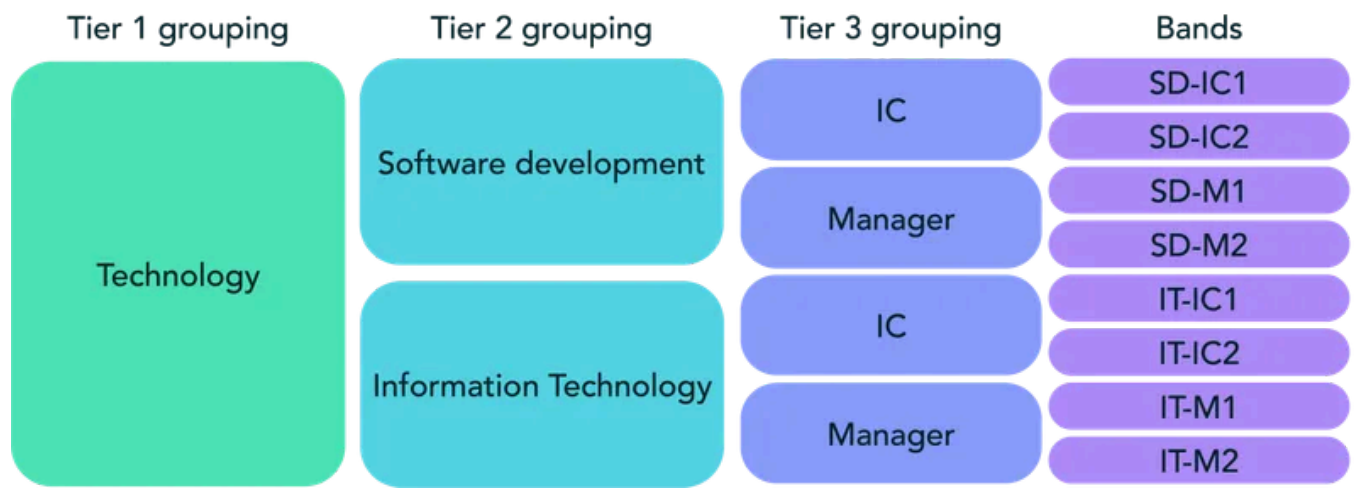 Tier 1 grouping
Tier 2 grouping
Tier 3 grouping
Bands
Technology
Software development
Information Technology
IC
Manager
IC
Manager
SD-IC1
SD-IC2
SD-M1
SD-M2
IT-IC1
IT-IC2
IT-M1
IT-M2